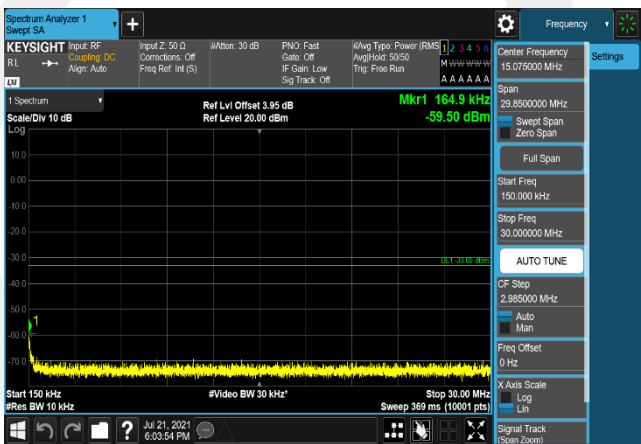 Spectrum Analyzer 1
Swept SA
+
Frequency
KEYSIGHT
RL
LXI
Input: RF
Coupling: DC
Align: Auto
Input Z: 50 Ω
Corrections: Off
Freq Ref: Int (S)
#Atten: 30 dB
PNO: Fast
Gate: Off
IF Gain: Low
Sig Track: Off
#Avg Type: Power (RMS
Avg|Hold: 50/50
Trig: Free Run
1 2 3 4 5 6
M W W W W W
A A A A A A
Center Frequency
15.075000 MHz
Settings
1 Spectrum
Scale/Div 10 dB
Log
Ref Lvl Offset 3.95 dB
Ref Level 20.00 dBm
Mkr1 164.9 kHz
-59.50 dBm
Span
29.8500000 MHz
Swept Span
Zero Span
Full Span
Start Freq
150.000 kHz
Stop Freq
30.000000 MHz
AUTO TUNE
CF Step
2.985000 MHz
Auto
Man
Freq Offset
0 Hz
X Axis Scale
Log
Lin
Signal Track
(Span Zoom)
10.0
0.00
-10.0
-20.0
-30.0
DL1 -33.00 dBm
-40.0
-50.0
1
-60.0
-70.0
Start 150 kHz
#Video BW 30 kHz*
Stop 30.00 MHz
#Res BW 10 kHz
Sweep 369 ms (10001 pts)
?
Jul 21, 2021
6:03:54 PM